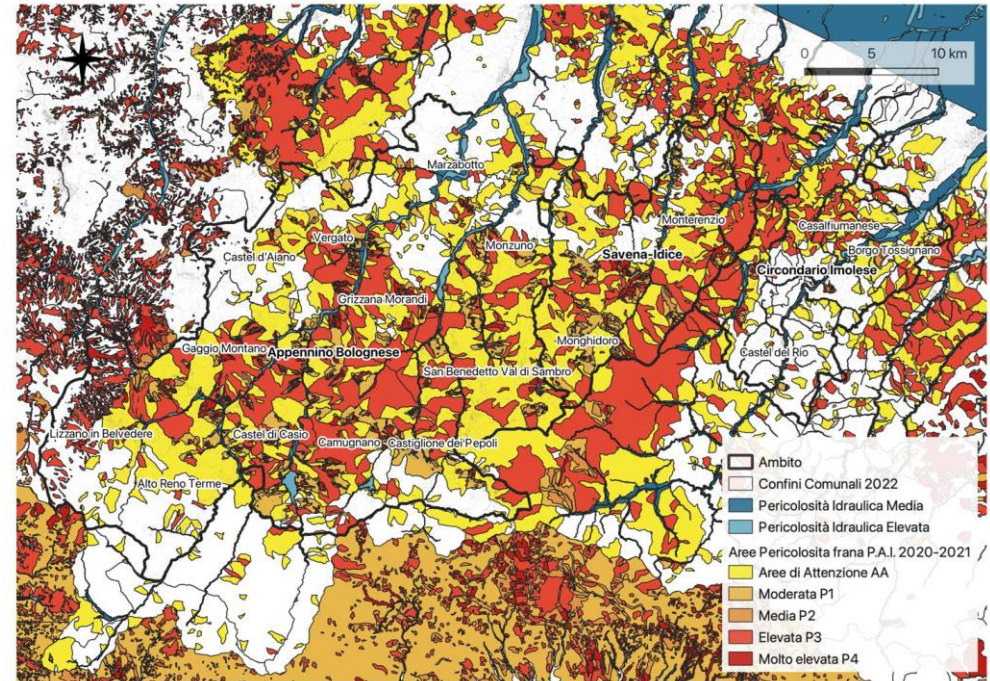 0 5 10 km
Marzabotto
Monterenzio
Casalfiumanese
Vergato
Monzuno
Borgo Tossignano
Castel d'Aiano
Savena-Idice
Circondario Imolese
Grizzana Morandi
Monghidoro
Gaggio Montano
Appennino Bolognese
Castel del Rio
San Benedetto Val di Sambro
Lizzano in Belvedere
Castel di Casio
Camugnano
Castiglione dei Pepoli
Alto Reno Terme
Ambito
Confini Comunali 2022
Pericolosità Idraulica Media
Pericolosità Idraulica Elevata
Aree Pericolosita frana P.A.I. 2020-2021
Aree di Attenzione AA
Moderata P1
Media P2
Elevata P3
Molto elevata P4